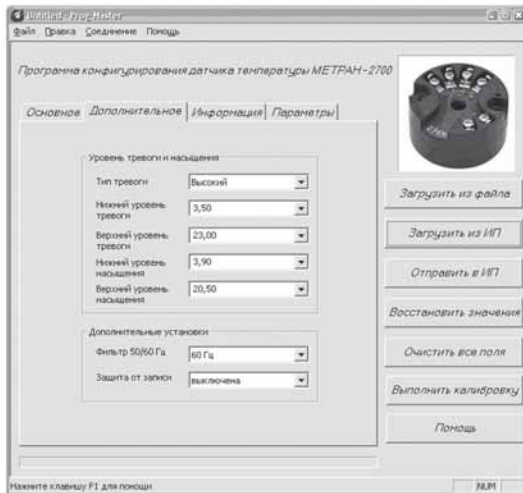 Untitled - Prog_Master
Файл Правка Соединение Помощь
Программа конфигурирования датчика температуры МЕТРАН-2700
Основное Дополнительное Информация Параметры
Уровень тревоги и насыщения
Тип тревоги Высокий
Нижний уровень
тревоги 3,50
Верхний уровень
тревоги 23,00
Нижний уровень
насыщения 3,90
Верхний уровень
насыщения 20,50
Дополнительные установки
Фильтр 50/60 Гц 60 Гц
Защита от записи выключена
Загрузить из файла
Загрузить из ИП
Отправить в ИП
Восстановить значения
Очистить все поля
Выполнить калибровку
Помощь
Нажмите клавишу F1 для помощи NUM